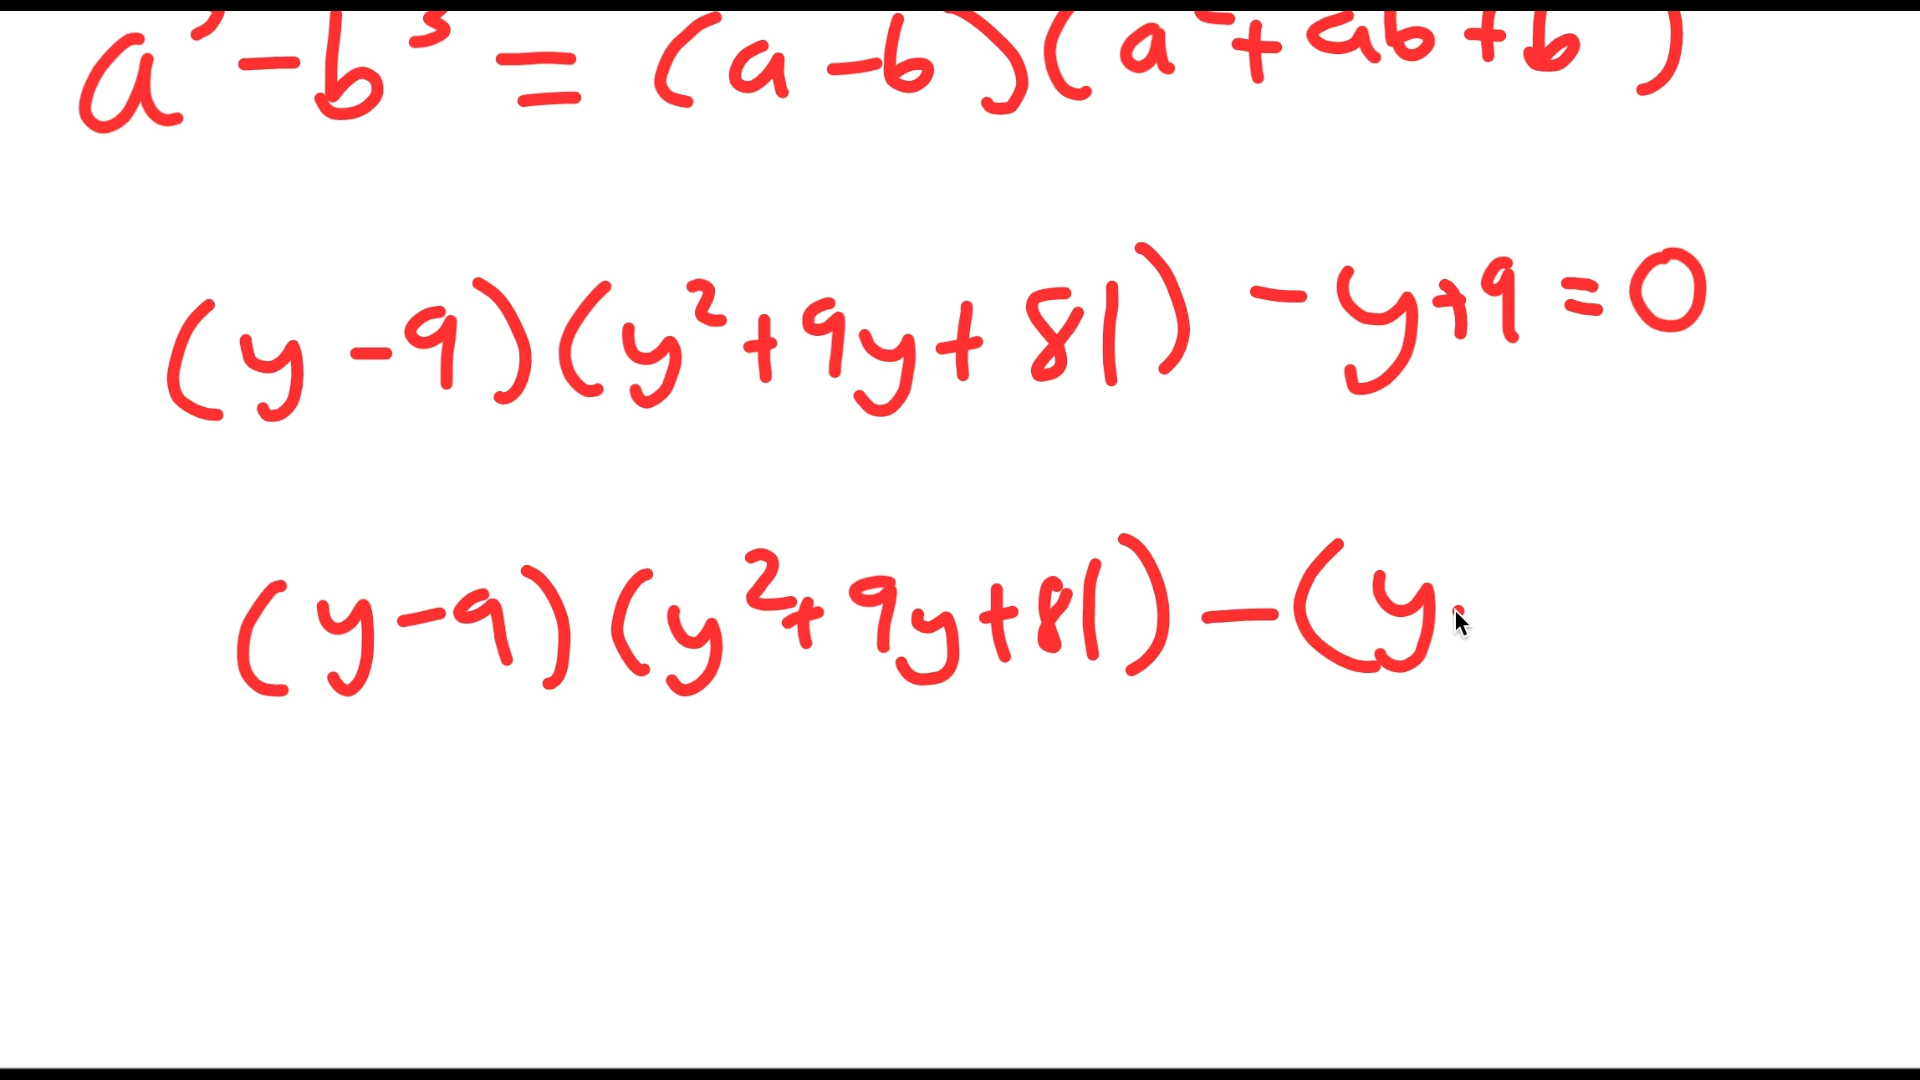 a³-b³ = (a-b)(a²+ab+b²)
(y-9)(y²+9y+81) - y+9=0
(y-9)(y²+9y+81) - (y